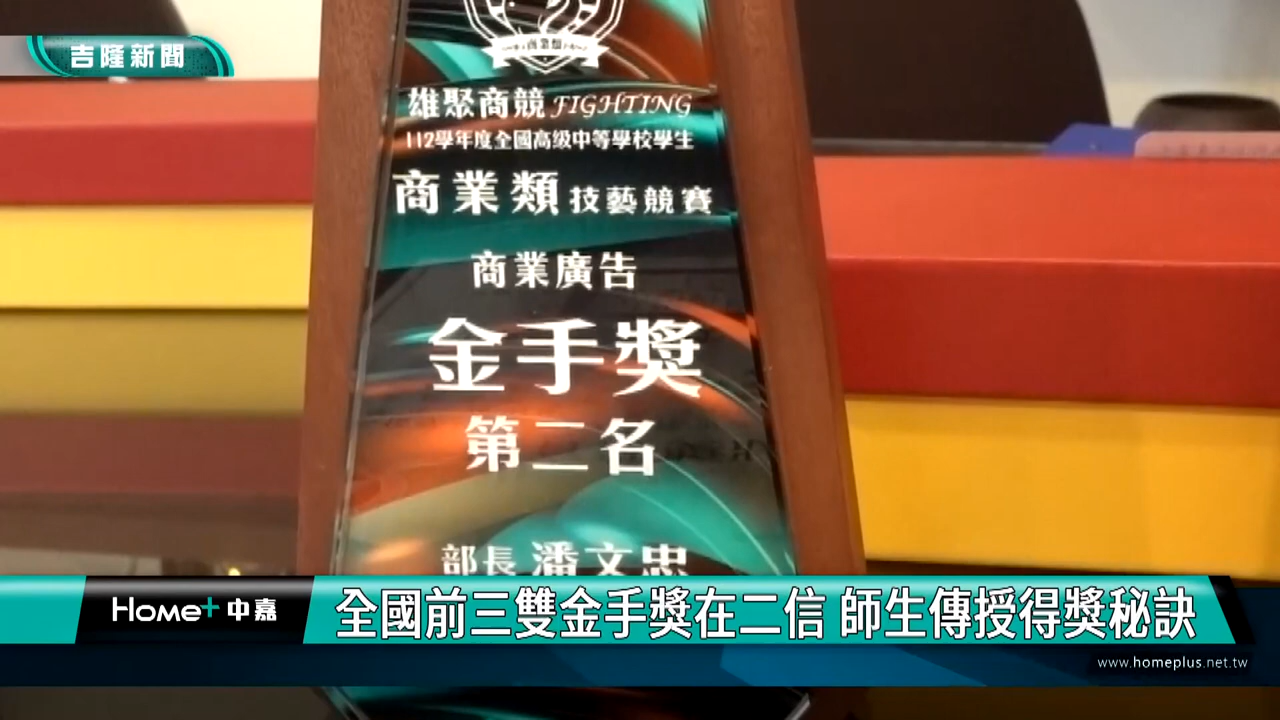 吉隆新聞
商業類
雄聚商競 FIGHTING
112學年度全國高級中等學校學生
商業類技藝競賽
商業廣告
金手獎
第二名
部長 潘文忠
Home+中嘉
全國前三雙金手獎在二信 師生傳授得獎秘訣
www.homeplus.net.tw